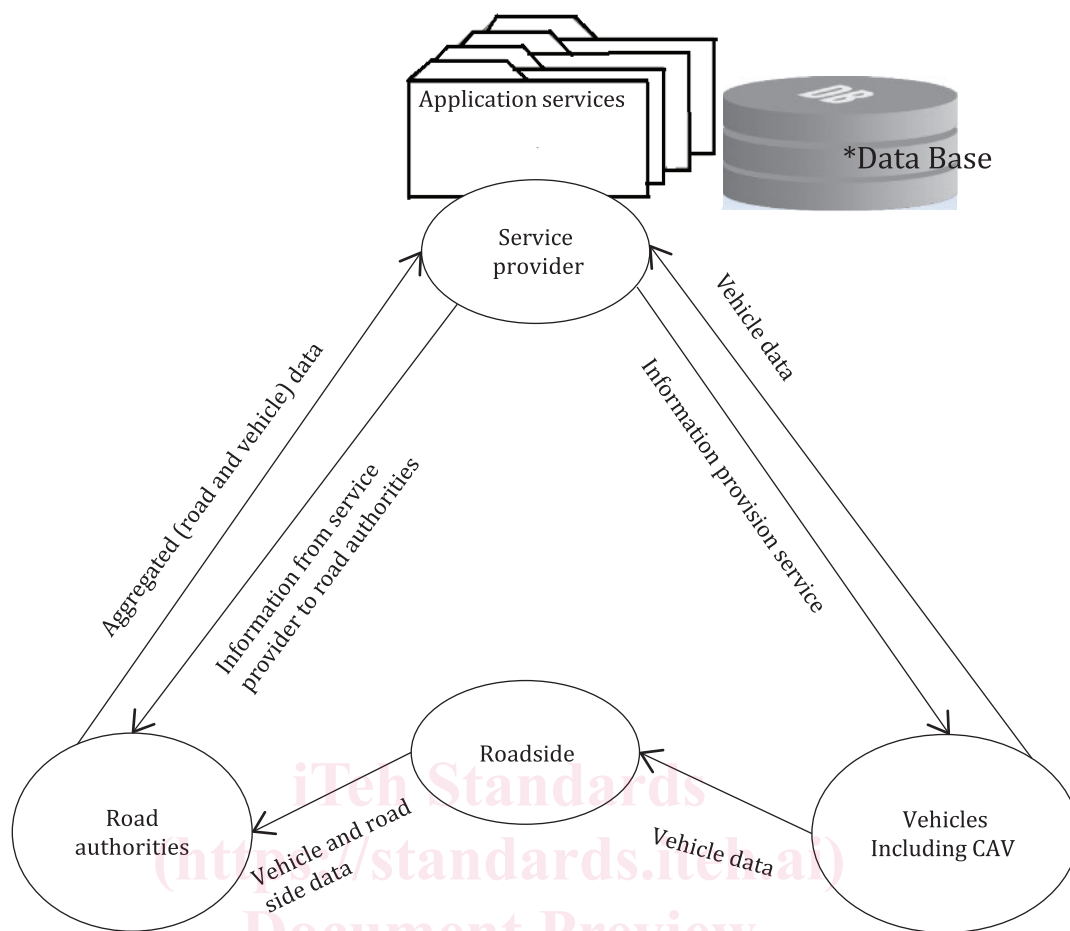 Application services
DB
*Data Base
Service
provider
Vehicle data
Information provision service
Aggregated (road and vehicle) data
Information from service
provider to road authorities
Roadside
Road
authorities
Vehicles
Including CAV
Vehicle and road
side data
Vehicle data
iTeh Standards
(https://standards.iteh.ai)
Document Preview